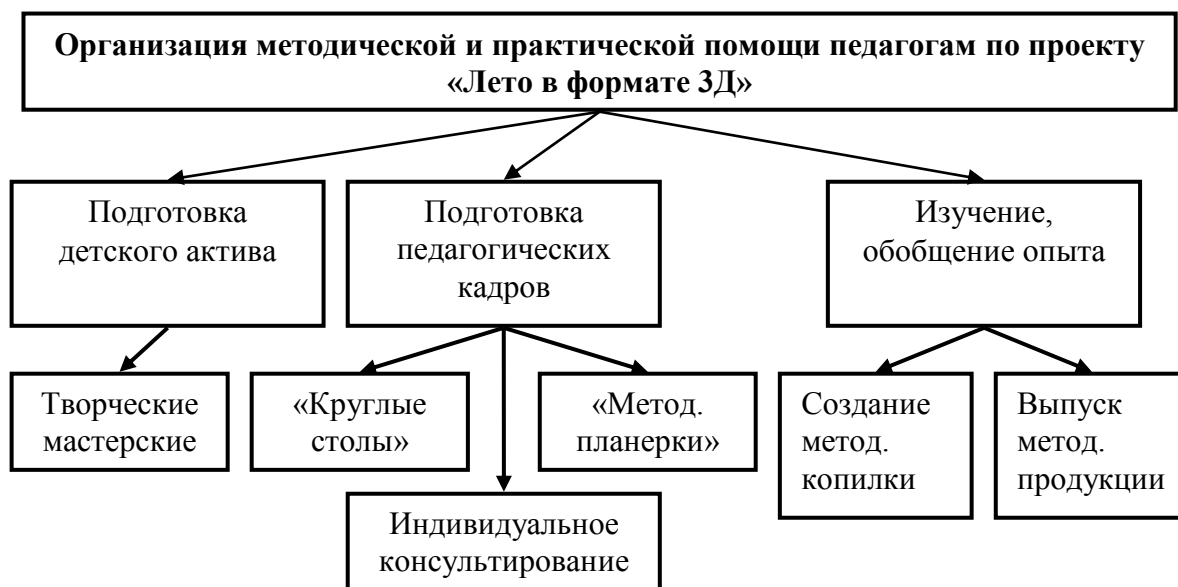 Организация методической и практической помощи педагогам по проекту
«Лето в формате 3Д»
Подготовка
детского актива
Подготовка
педагогических
кадров
Изучение,
обобщение опыта
Творческие
мастерские
«Круглые
столы»
«Метод.
планерки»
Создание
метод.
копилки
Выпуск
метод.
продукции
Индивидуальное
консультирование